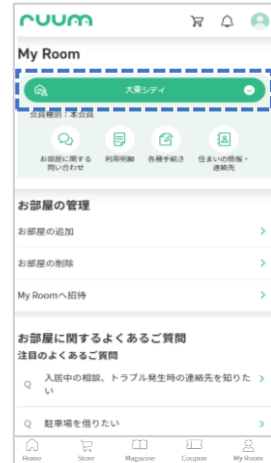 ruum
My Room
大東シティ
会員種別：本会員
お部屋に関する
問い合わせ
利用明細
各種手続き
住まいの情報・
連絡先
お部屋の管理
お部屋の追加
お部屋の削除
My Roomへ招待
お部屋に関するよくあるご質問
注目のよくあるご質問
Q 入居中の相談、トラブル発生時の連絡先を知りた
い
Q 駐車場を借りたい
Home Store Magazine Coupon My Room